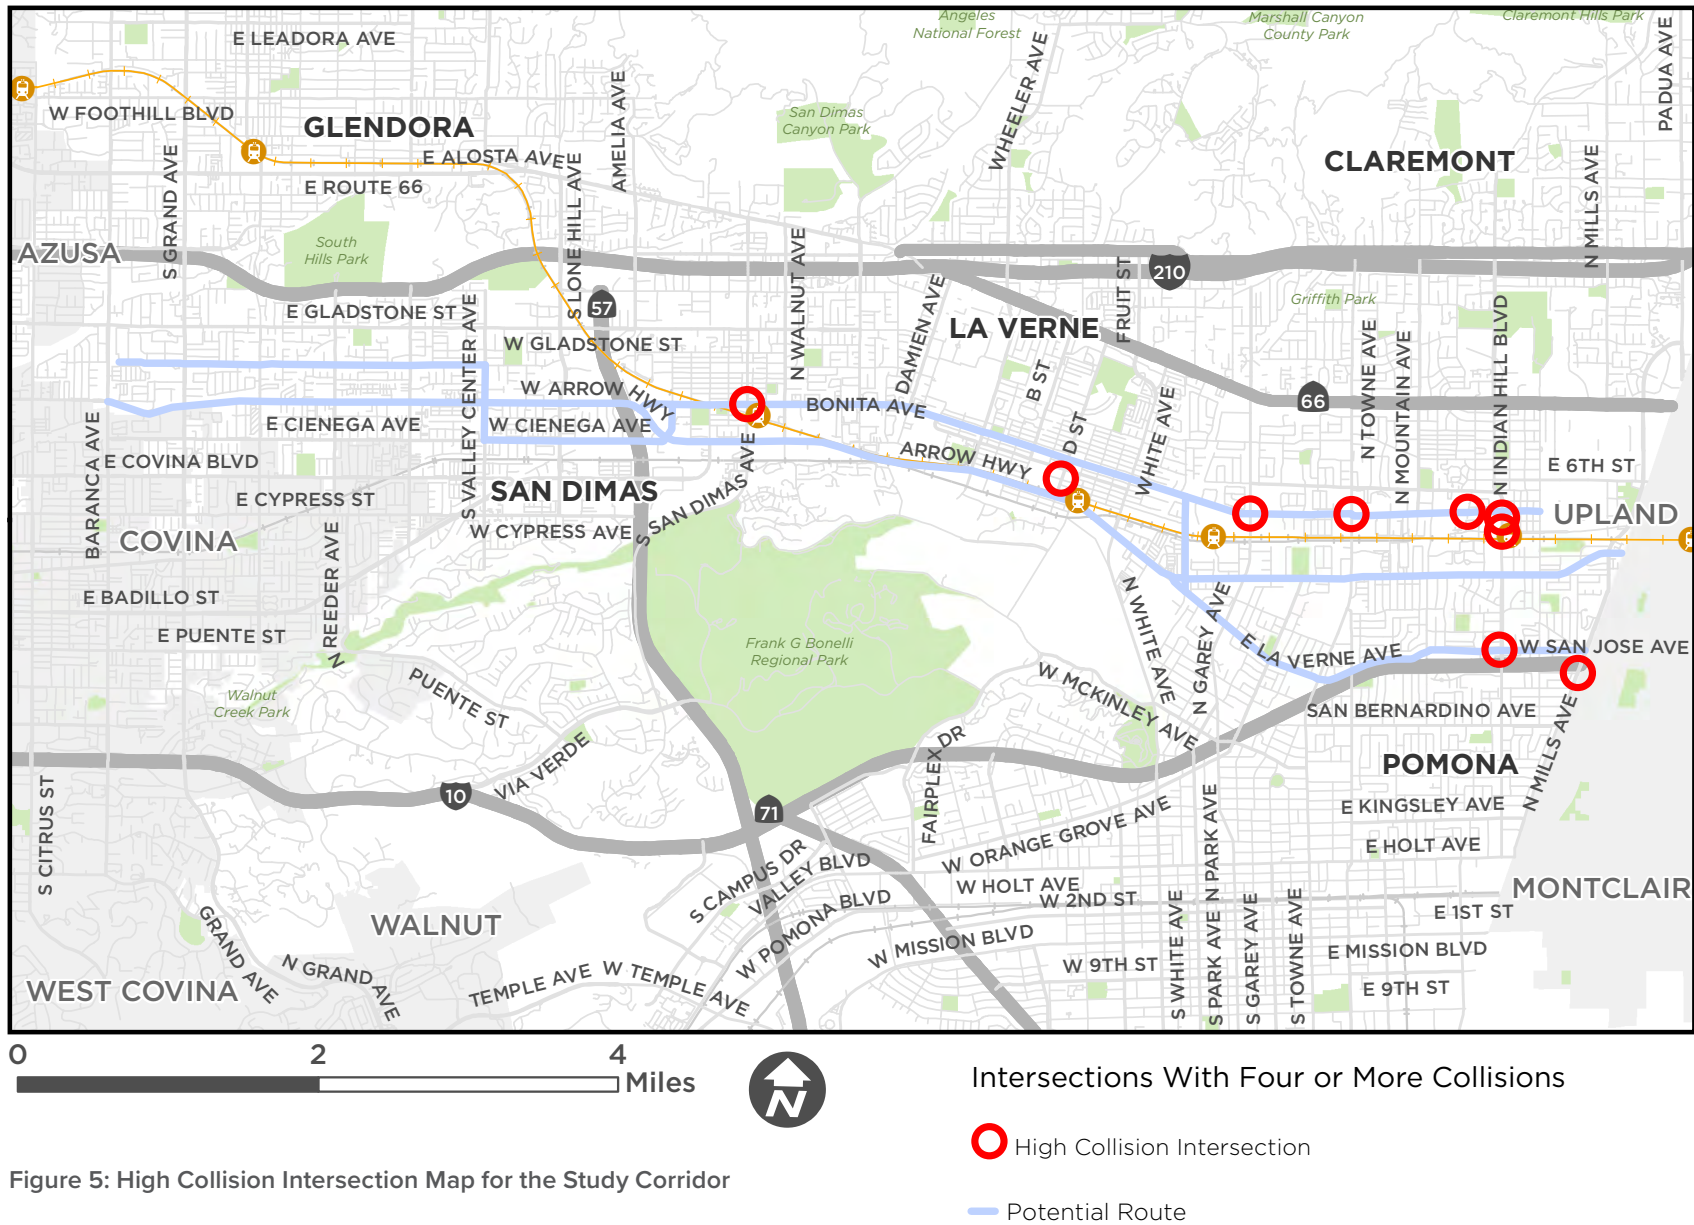 Angeles
National Forest
Marshall Canyon
County Park
Claremont Hills Park
E LEADORA AVE
WHEELER AVE
PADUA AVE
W FOOTHILL BLVD
GLENDORA
AMELIA AVE
San Dimas
Canyon Park
E ALOSTA AVE
E ROUTE 66
S GRAND AVE
S LONE HILL AVE
CLAREMONT
N MILLS AVE
AZUSA
South
Hills Park
N WALNUT AVE
210
FRUIT ST
Griffith Park
57
E GLADSTONE ST
S VALLEY CENTER AVE
W GLADSTONE ST
N DAMIEN AVE
LA VERNE
N TOWNE AVE
N MOUNTAIN AVE
N INDIAN HILL BLVD
B ST
W ARROW HWY
BONITA AVE
66
D ST
WHITE AVE
BARANCA AVE
E CIENEGA AVE
W CIENEGA AVE
E COVINA BLVD
ARROW HWY
E 6TH ST
E CYPRESS ST
SAN DIMAS
S SAN DIMAS AVE
UPLAND
COVINA
W CYPRESS AVE
N REEDER AVE
E BADILLO ST
E PUENTE ST
N WHITE AVE
N GAREY AVE
Frank G Bonelli
Regional Park
E LA VERNE AVE
W SAN JOSE AVE
PUENTE ST
Walnut
Creek Park
W MCKINLEY AVE
SAN BERNARDINO AVE
VIA VERDE
FAIRPLEX DR
POMONA
N MILLS AVE
10
71
E KINGSLEY AVE
S CITRUS ST
W ORANGE GROVE AVE
N PARK AVE
E HOLT AVE
S CAMPUS DR
VALLEY BLVD
W HOLT AVE
W 2ND ST
MONTCLAIR
WALNUT
W POMONA BLVD
E 1ST ST
GRAND AVE
W MISSION BLVD
E MISSION BLVD
N GRAND AVE
TEMPLE AVE
W TEMPLE AVE
W 9TH ST
S WHITE AVE
S PARK AVE
S GAREY AVE
S TOWNE AVE
WEST COVINA
E 9TH ST
0 2 4
Miles
N
Intersections With Four or More Collisions
High Collision Intersection
Figure 5: High Collision Intersection Map for the Study Corridor
Potential Route